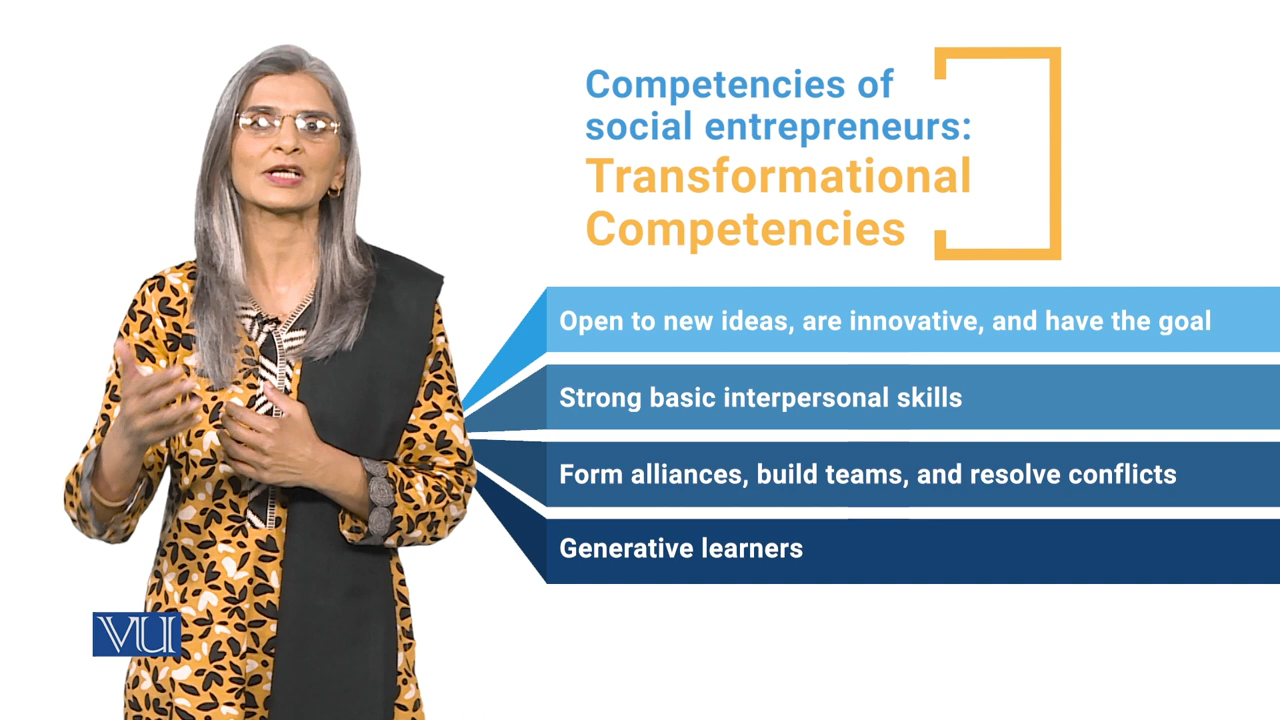 Competencies of
social entrepreneurs:
Transformational
Competencies
Open to new ideas, are innovative, and have the goal
Strong basic interpersonal skills
Form alliances, build teams, and resolve conflicts
Generative learners
VU